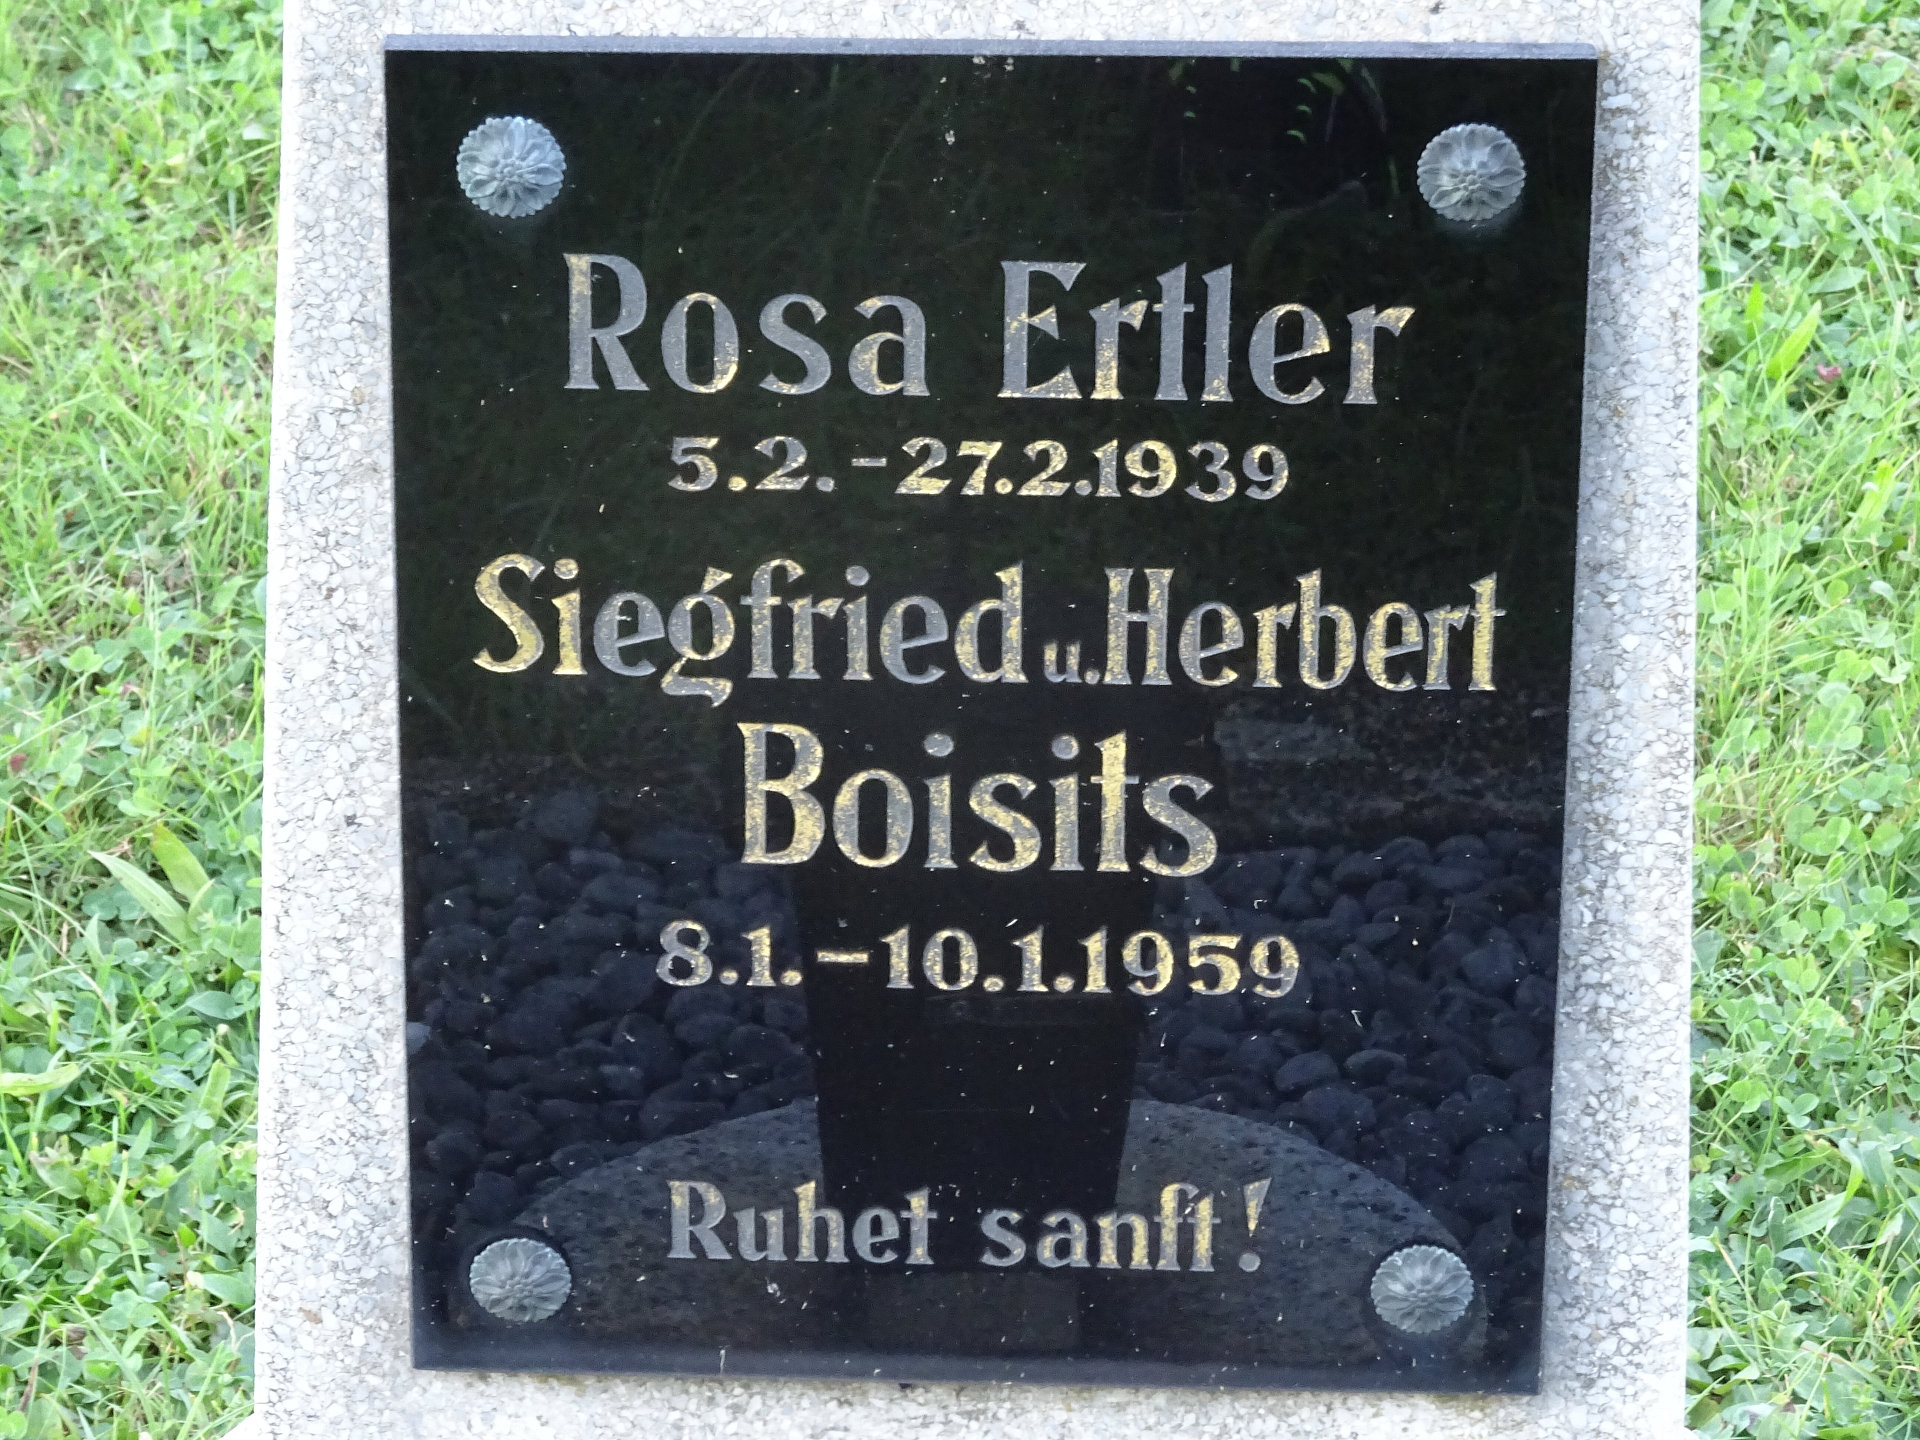 Rosa Ertler
5.2.-27.2.1939
Siegfried u. Herbert
Boisits
8.1.-10.1.1959
Ruhet sanft!